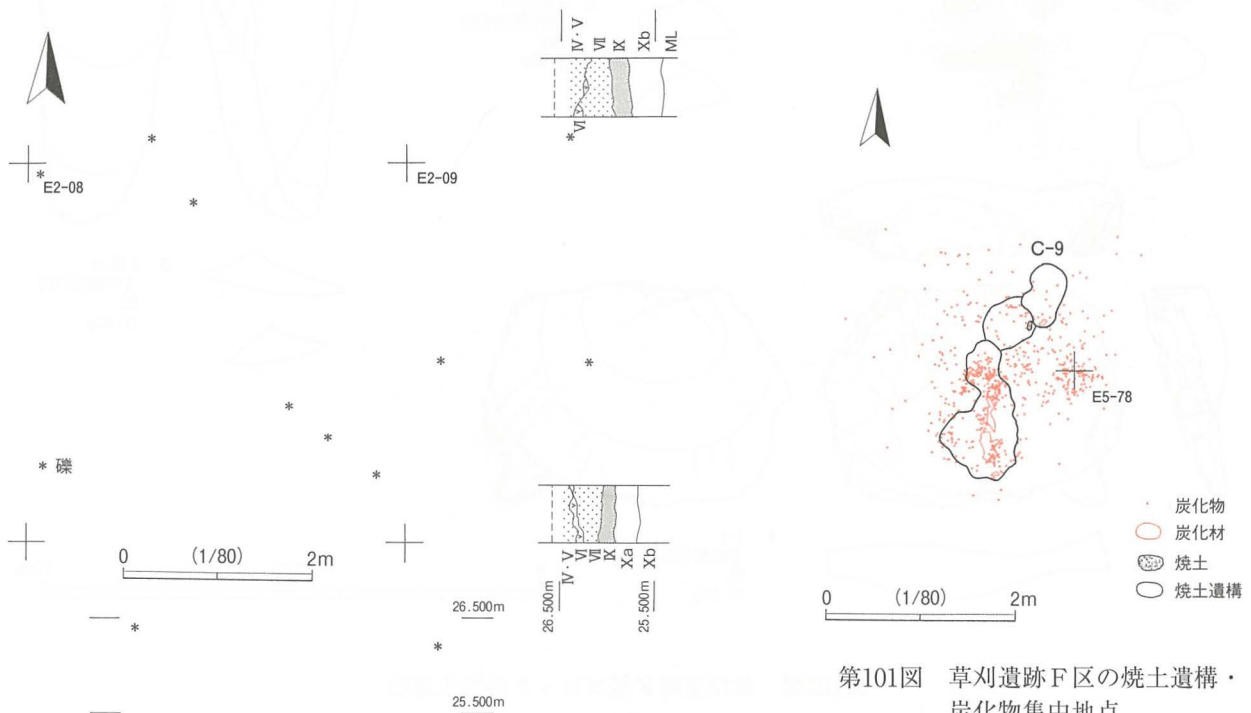 IV・V
VII
IX
Xb
ML
VI
E2-08
E2-09
* 礫
0 (1/80) 2m
IV・V
VI
VII
IX
Xa
Xb
26.500m
25.500m
26.500m
25.500m
C-9
E5-78
炭化物
炭化材
焼土
焼土遺構
0 (1/80) 2m
第101図 草刈遺跡F区の焼土遺構・
炭化物集中地点